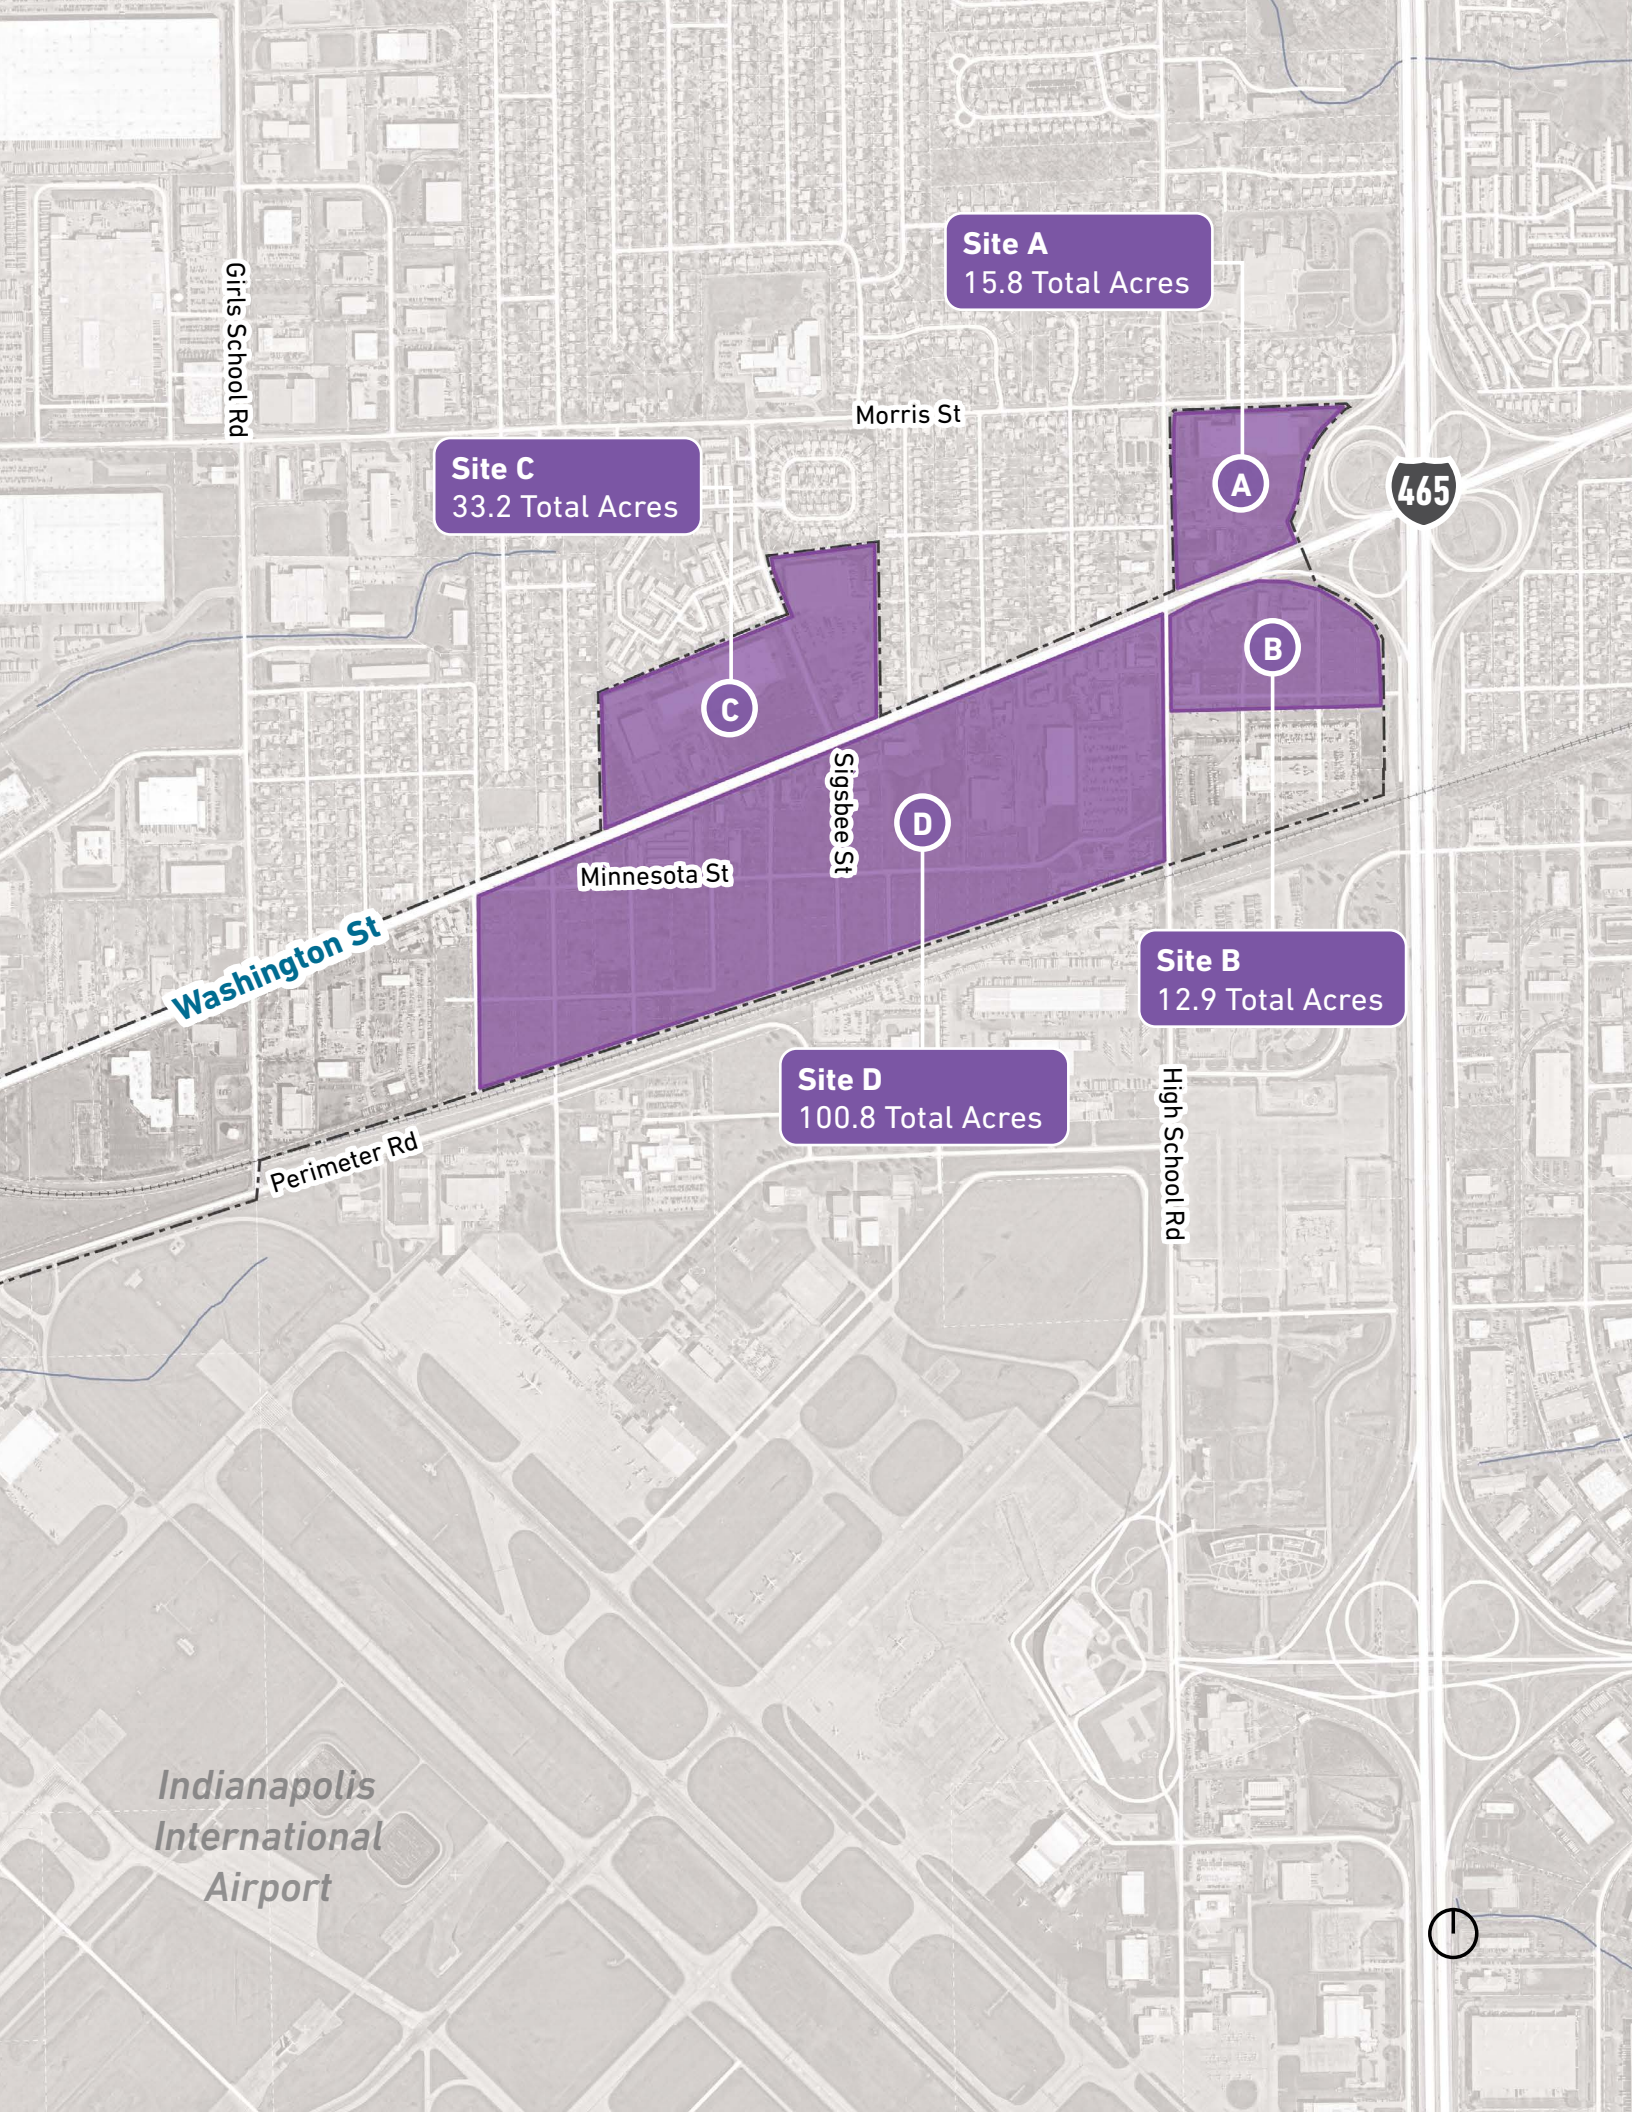 Site A
15.8 Total Acres
Girls School Rd
Morris St
Site C
33.2 Total Acres
A
465
B
C
Sigsbee St
D
Minnesota St
Washington St
Site B
12.9 Total Acres
Site D
100.8 Total Acres
High School Rd
Perimeter Rd
Indianapolis
International
Airport